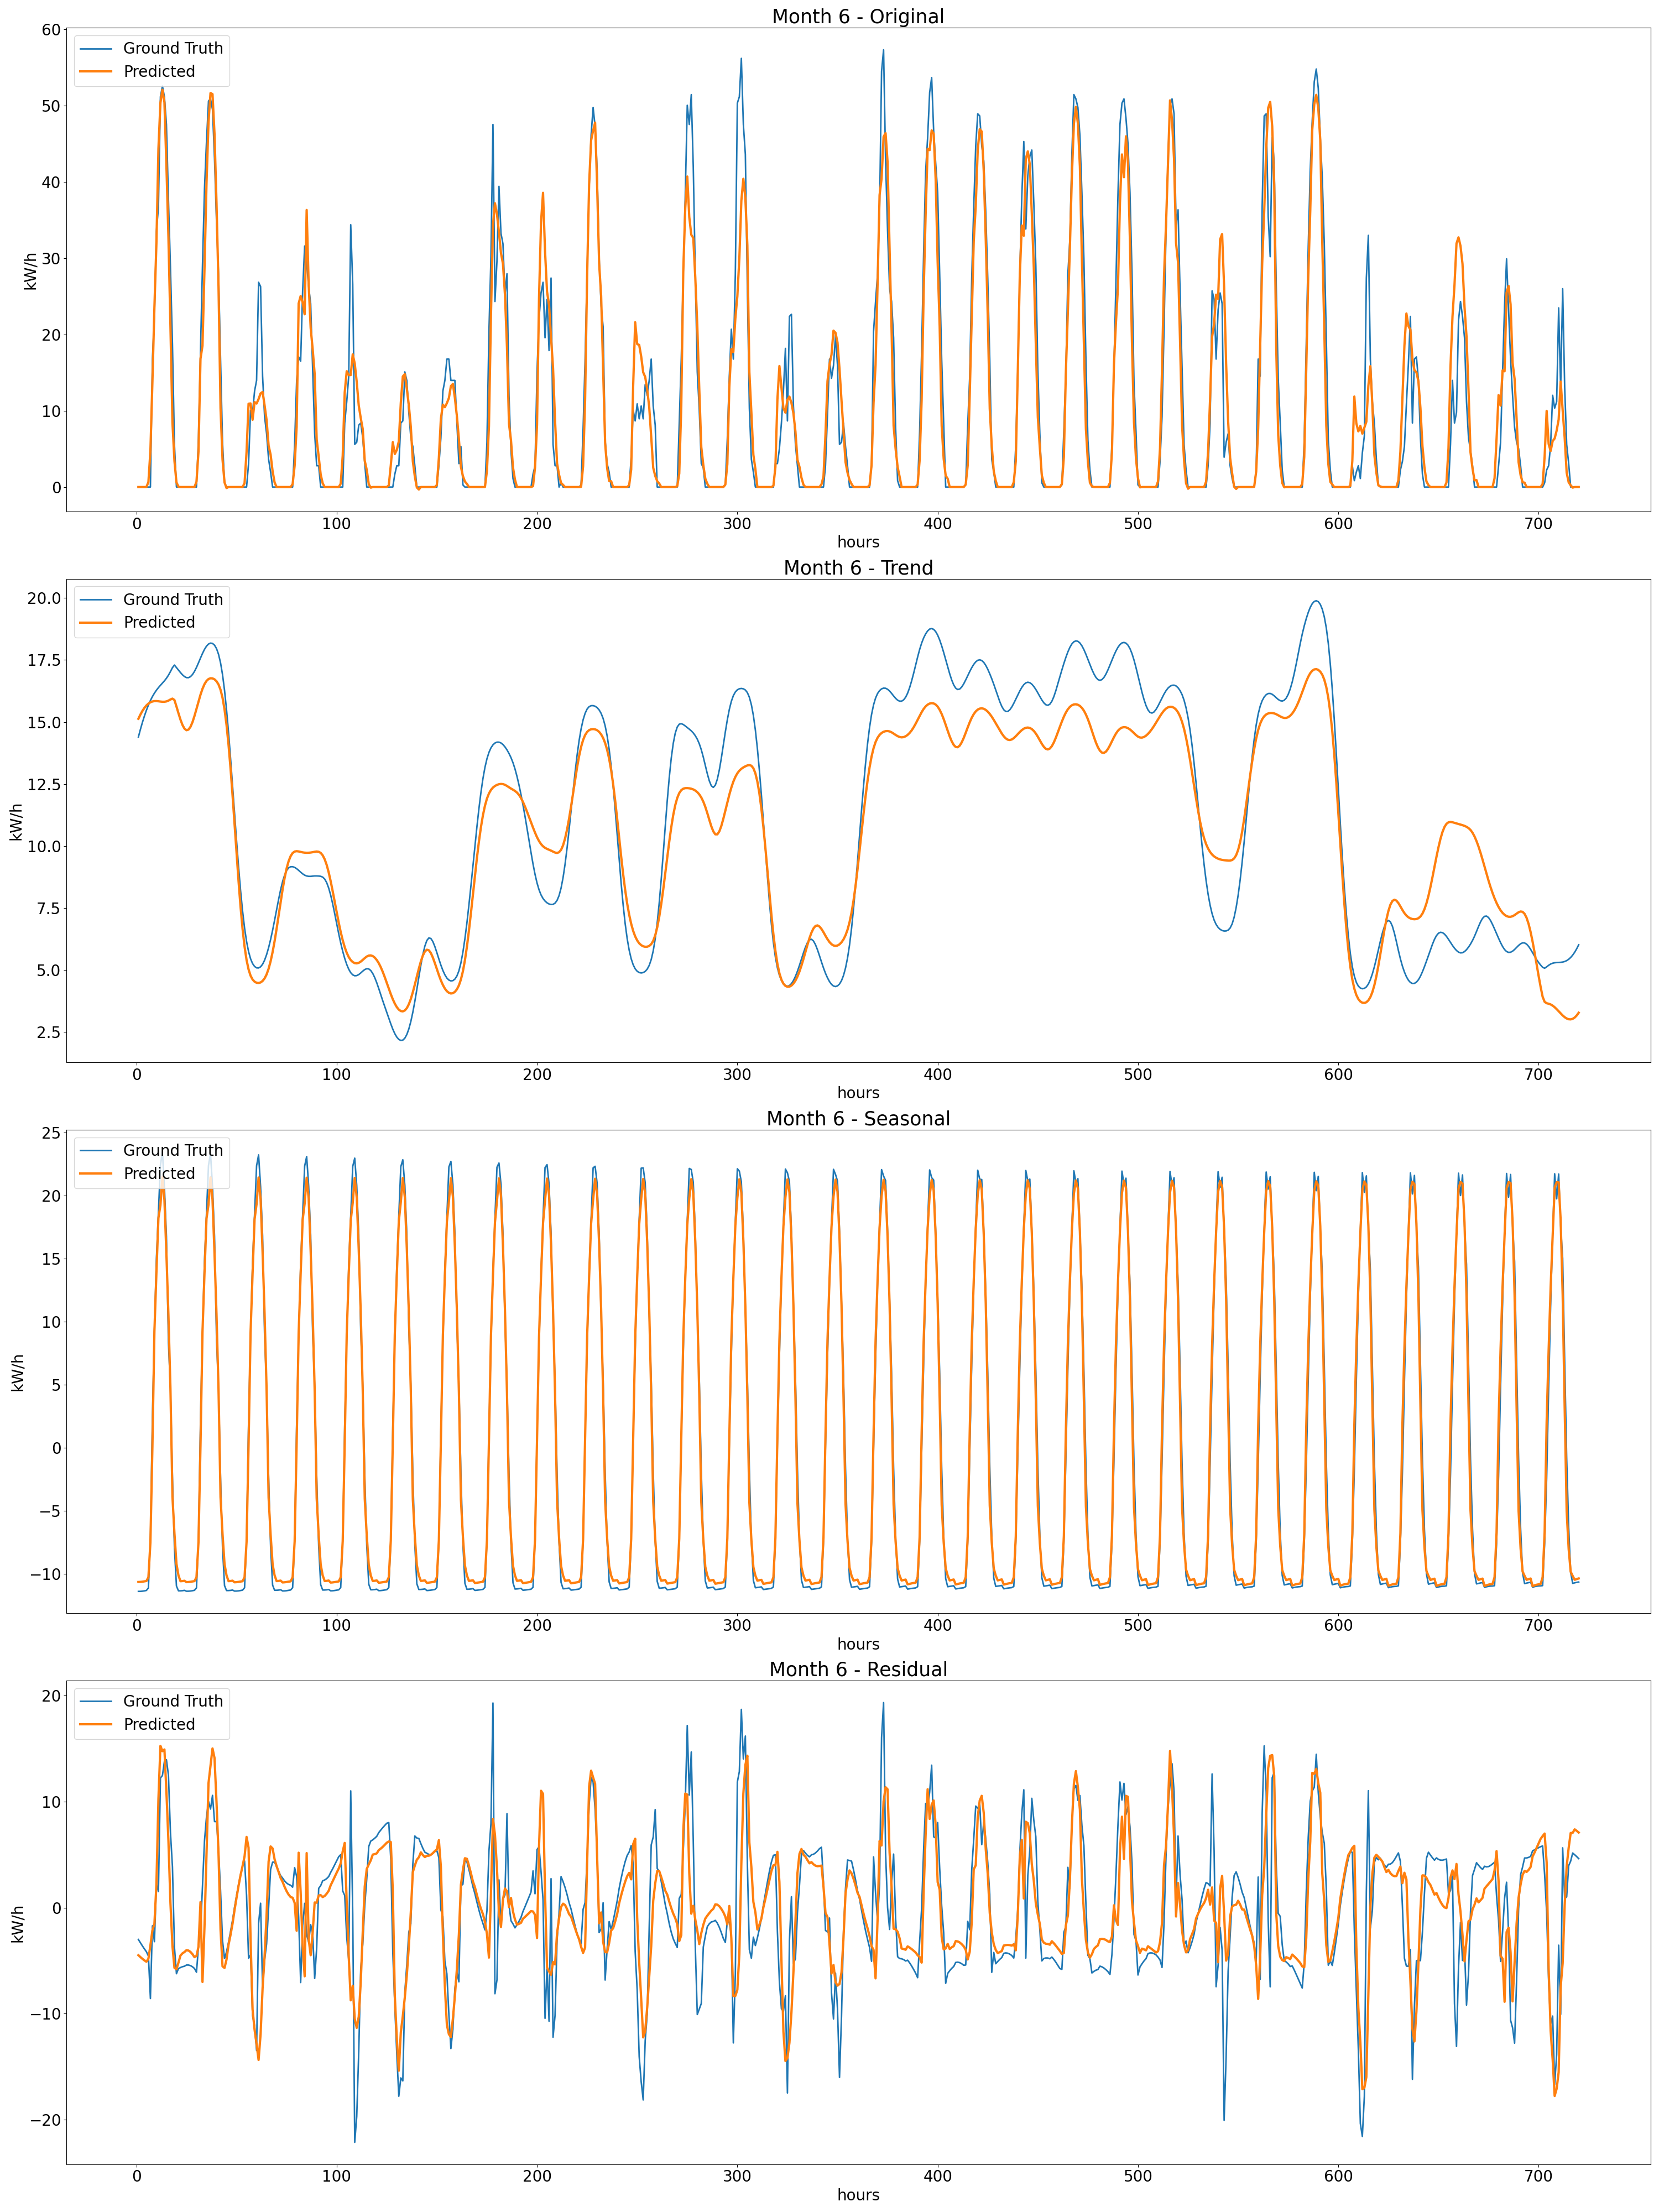 Month 6 - Original
Ground Truth
Predicted
kW/h
60
50
40
30
20
10
0
0 100 200 300 400 500 600 700
hours
Month 6 - Trend
Ground Truth
Predicted
kW/h
20.0
17.5
15.0
12.5
10.0
7.5
5.0
2.5
0 100 200 300 400 500 600 700
hours
Month 6 - Seasonal
Ground Truth
Predicted
kW/h
25
20
15
10
5
0
−5
−10
0 100 200 300 400 500 600 700
hours
Month 6 - Residual
Ground Truth
Predicted
kW/h
20
10
0
−10
−20
0 100 200 300 400 500 600 700
hours